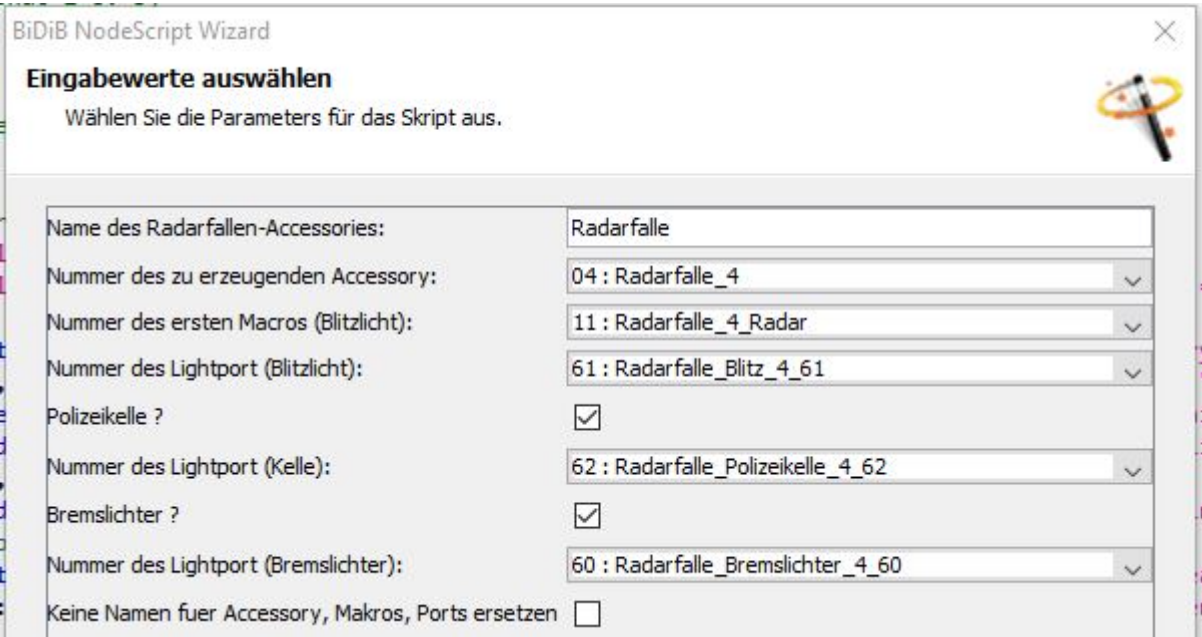 BiDiB NodeScript Wizard
Eingabewerte auswählen
Wählen Sie die Parameters für das Skript aus.
Name des Radarfallen-Accessories: Radarfalle
Nummer des zu erzeugenden Accessory: 04 : Radarfalle_4
Nummer des ersten Macros (Blitzlicht): 11 : Radarfalle_4_Radar
Nummer des Lightport (Blitzlicht): 61 : Radarfalle_Blitz_4_61
Polizeikelle ?
Nummer des Lightport (Kelle): 62 : Radarfalle_Polizeikelle_4_62
Bremslichter ?
Nummer des Lightport (Bremslichter): 60 : Radarfalle_Bremslichter_4_60
Keine Namen fuer Accessory, Makros, Ports ersetzen